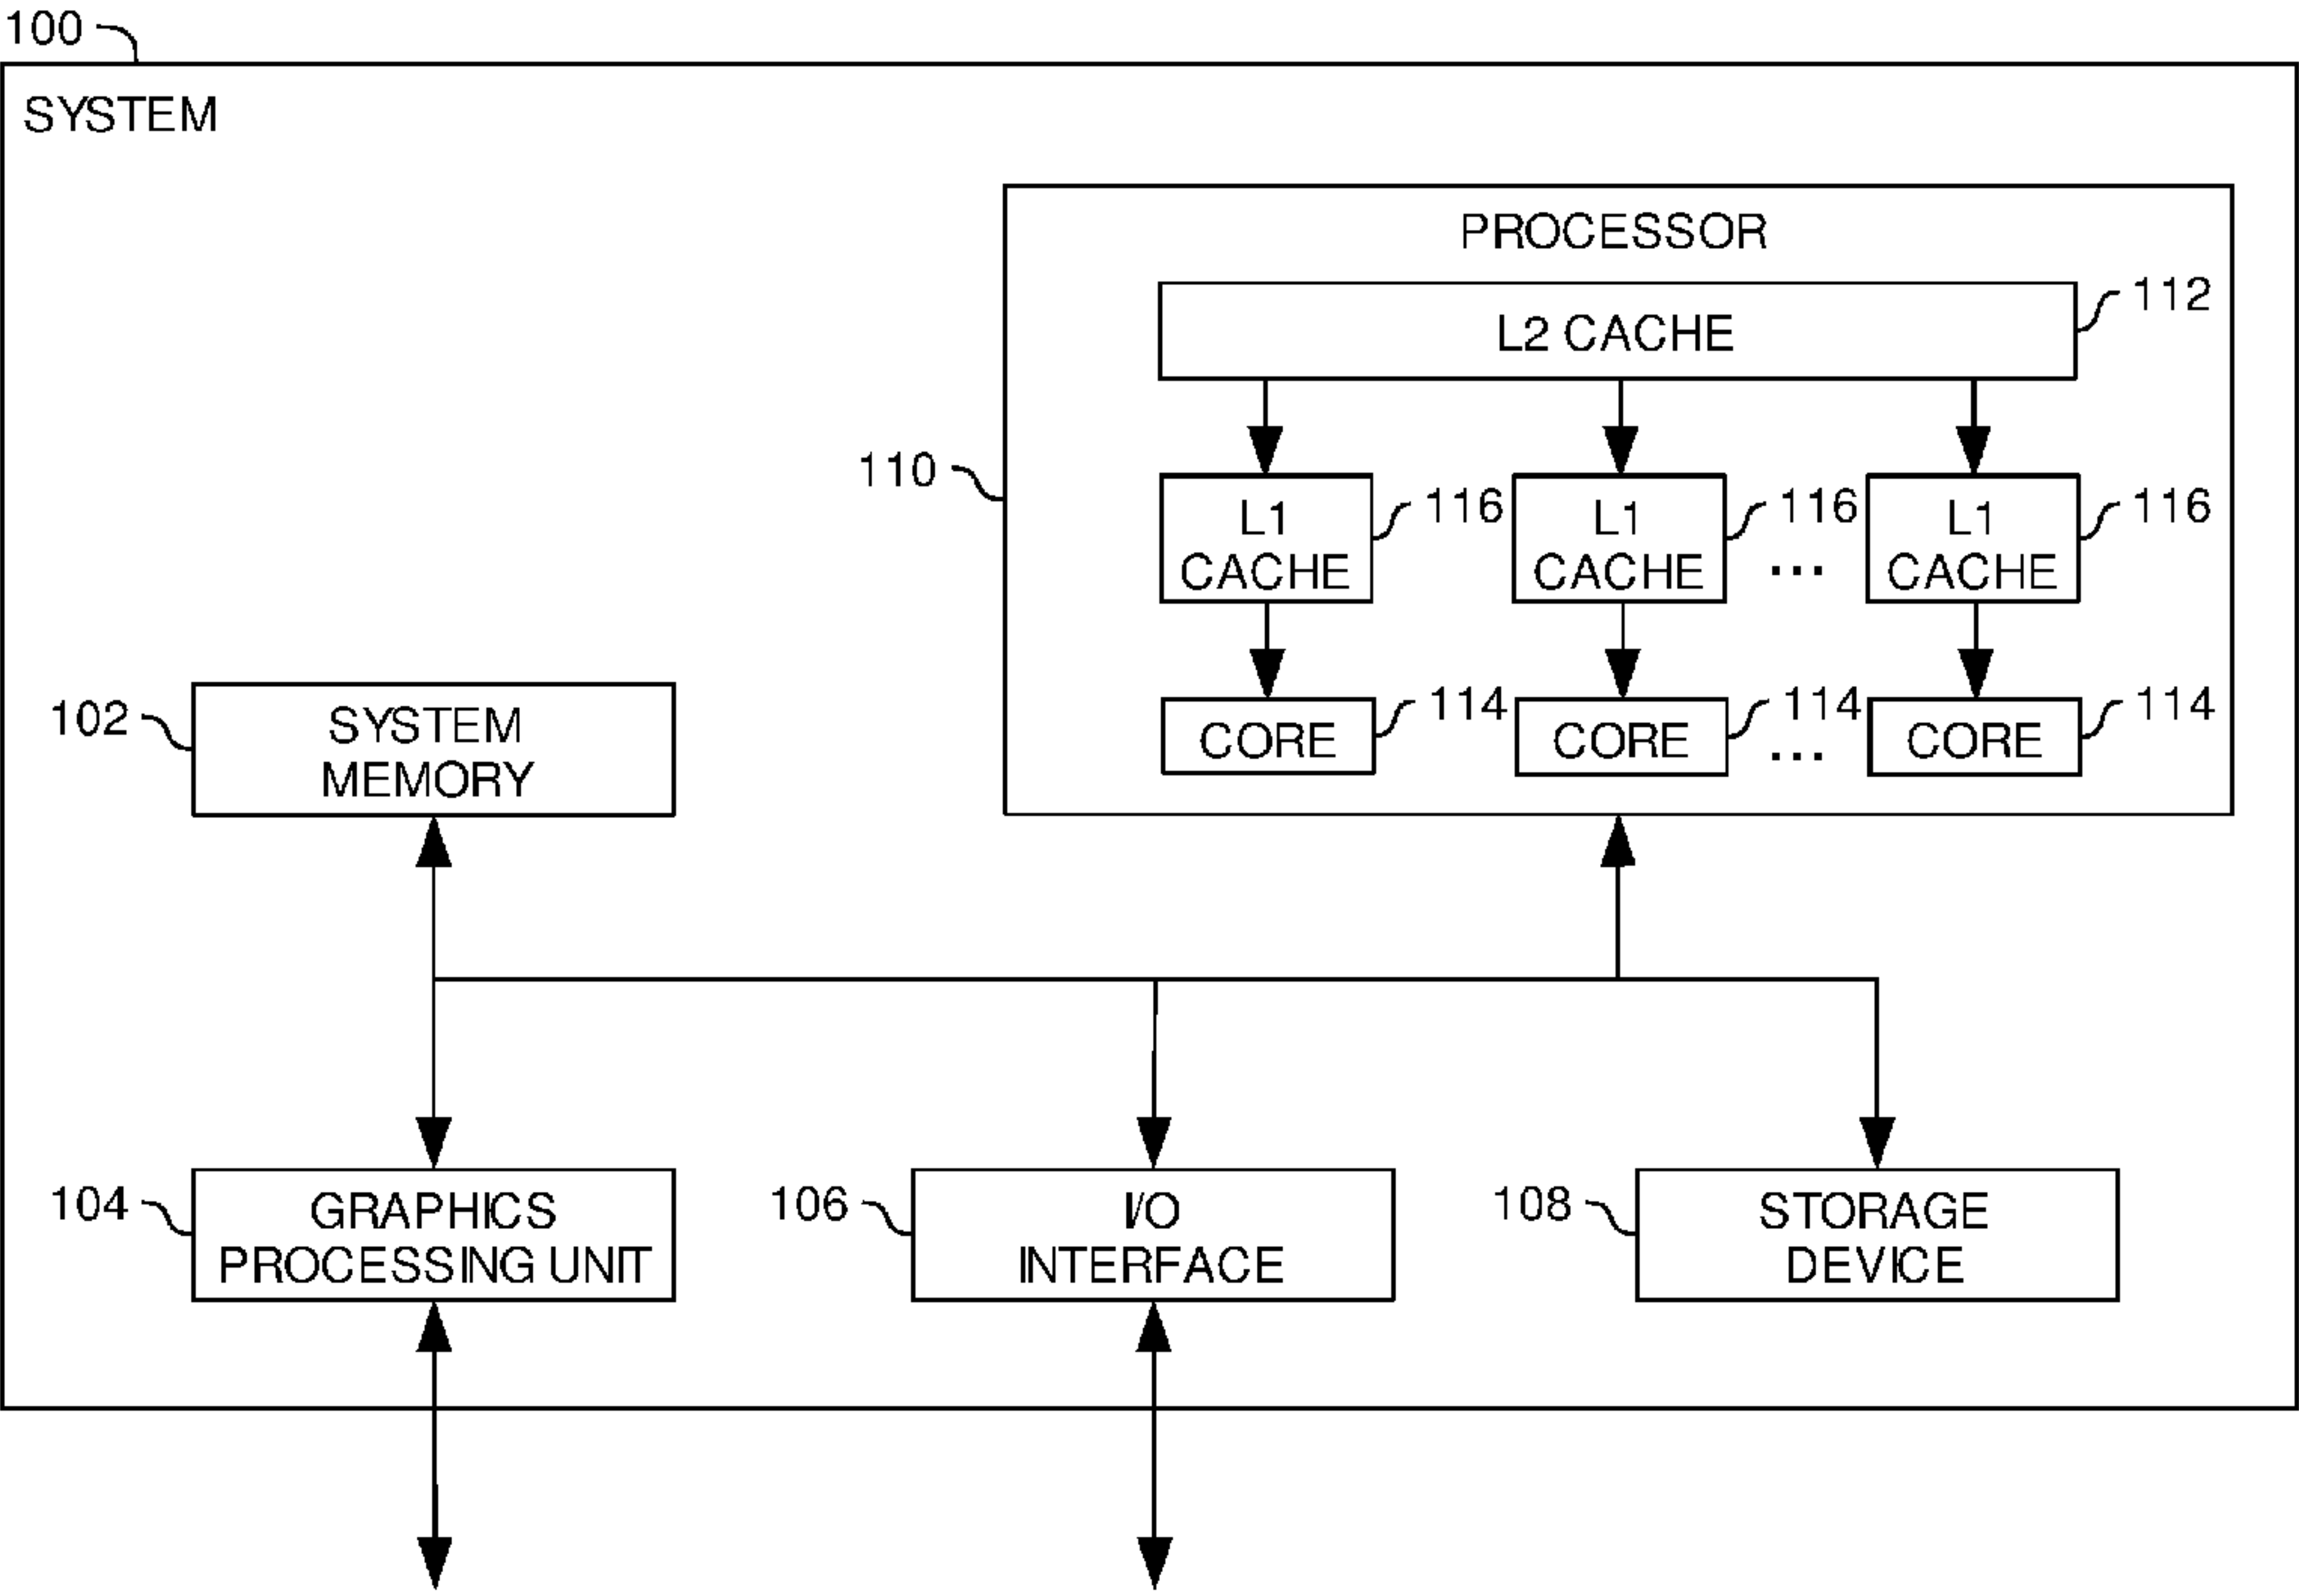 100
SYSTEM
PROCESSOR
112
L2 CACHE
110
L1
CACHE
116
L1
CACHE
116
...
L1
CACHE
116
CORE
114
CORE
114
...
CORE
114
102
SYSTEM
MEMORY
104
GRAPHICS
PROCESSING UNIT
106
I/O
INTERFACE
108
STORAGE
DEVICE